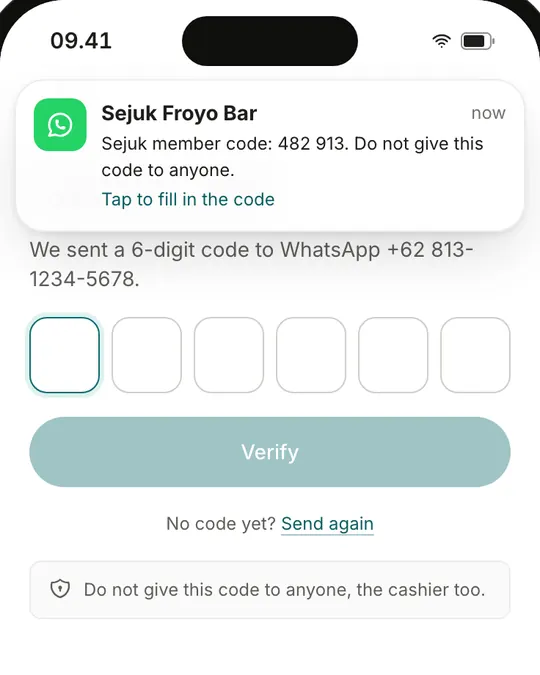 09.41
Sejuk Froyo Bar
now
Sejuk member code: 482 913. Do not give this
code to anyone.
Tap to fill in the code
We sent a 6-digit code to WhatsApp +62 813-
1234-5678.
Verify
No code yet? Send again
Do not give this code to anyone, the cashier too.